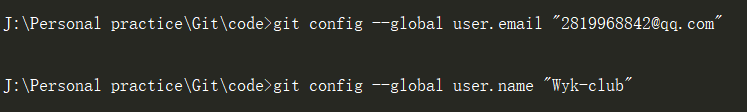 J:\Personal practice\Git\code>git config --global user.email "2819968842@qq.com"
J:\Personal practice\Git\code>git config --global user.name "Wyk-club"